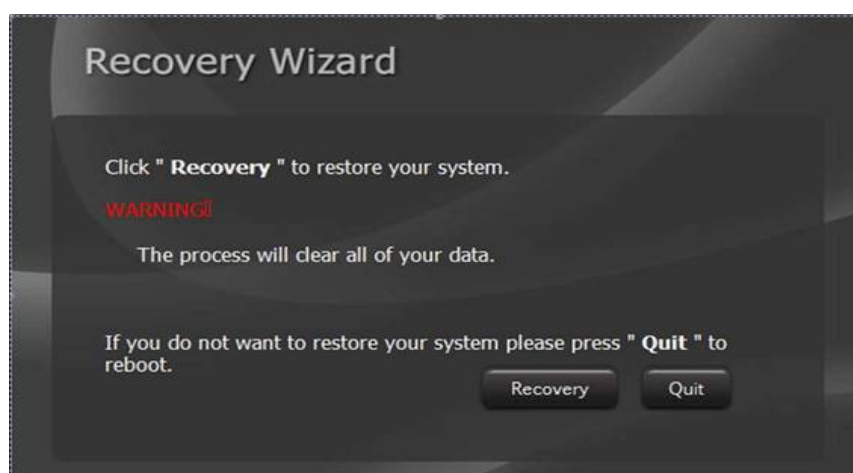 Recovery Wizard
Click " Recovery " to restore your system.
WARNING
The process will clear all of your data.
If you do not want to restore your system please press " Quit " to
reboot.
Recovery
Quit